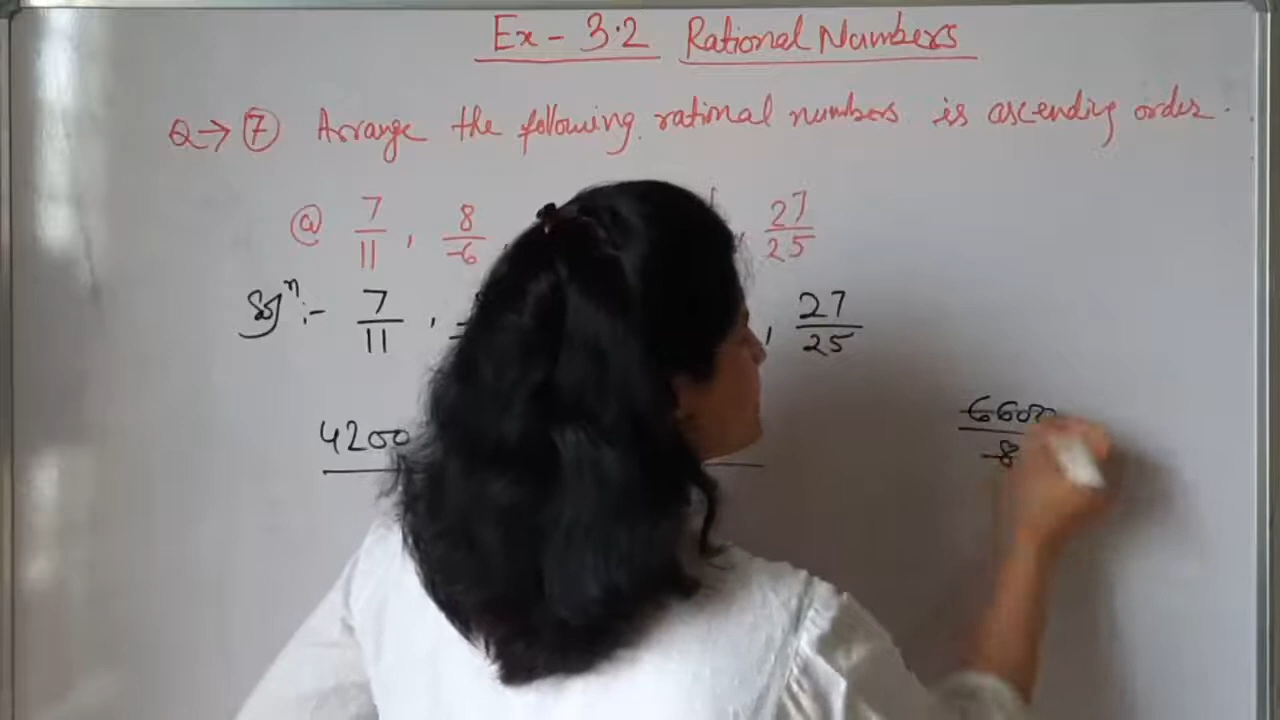 Ex - 3.2 Rational Numbers
Q → ⑦ Arrange the following rational numbers is ascending order.
ⓐ 7/11, 8/-6, 27/25
Solⁿ:- 7/11, , 27/25
4200
6600
8